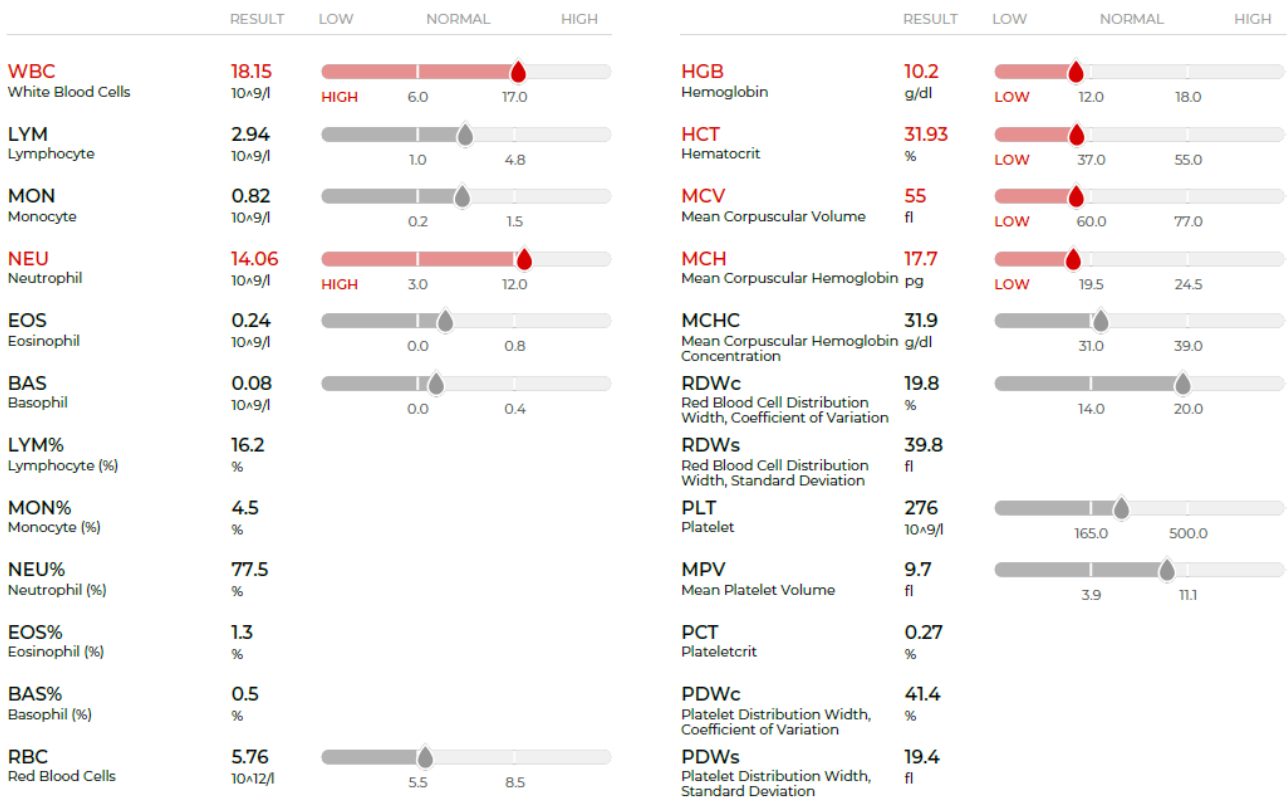 RESULT LOW NORMAL HIGH
WBC 18.15
White Blood Cells 10^9/l HIGH 6.0 17.0
LYM 2.94
Lymphocyte 10^9/l 1.0 4.8
MON 0.82
Monocyte 10^9/l 0.2 1.5
NEU 14.06
Neutrophil 10^9/l HIGH 3.0 12.0
EOS 0.24
Eosinophil 10^9/l 0.0 0.8
BAS 0.08
Basophil 10^9/l 0.0 0.4
LYM% 16.2
Lymphocyte (%) %
MON% 4.5
Monocyte (%) %
NEU% 77.5
Neutrophil (%) %
EOS% 1.3
Eosinophil (%) %
BAS% 0.5
Basophil (%) %
RBC 5.76
Red Blood Cells 10^12/l 5.5 8.5
RESULT LOW NORMAL HIGH
HGB 10.2
Hemoglobin g/dl LOW 12.0 18.0
HCT 31.93
Hematocrit % LOW 37.0 55.0
MCV 55
Mean Corpuscular Volume fl LOW 60.0 77.0
MCH 17.7
Mean Corpuscular Hemoglobin pg LOW 19.5 24.5
MCHC 31.9
Mean Corpuscular Hemoglobin g/dl 31.0 39.0
Concentration
RDWc 19.8
Red Blood Cell Distribution % 14.0 20.0
Width, Coefficient of Variation
RDWs 39.8
Red Blood Cell Distribution fl
Width, Standard Deviation
PLT 276
Platelet 10^9/l 165.0 500.0
MPV 9.7
Mean Platelet Volume fl 3.9 11.1
PCT 0.27
Plateletcrit %
PDWc 41.4
Platelet Distribution Width, %
Coefficient of Variation
PDWs 19.4
Platelet Distribution Width, fl
Standard Deviation